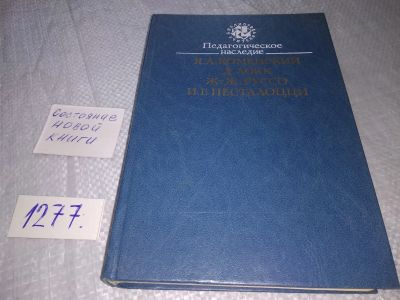 Педагогическое
наследие
Я.А.КОМЕНСКИЙ
Д.ЛОКК
Ж.-Ж.РУССО
И.Г.ПЕСТАЛОЦЦИ
состояние
новой
книги
1277.